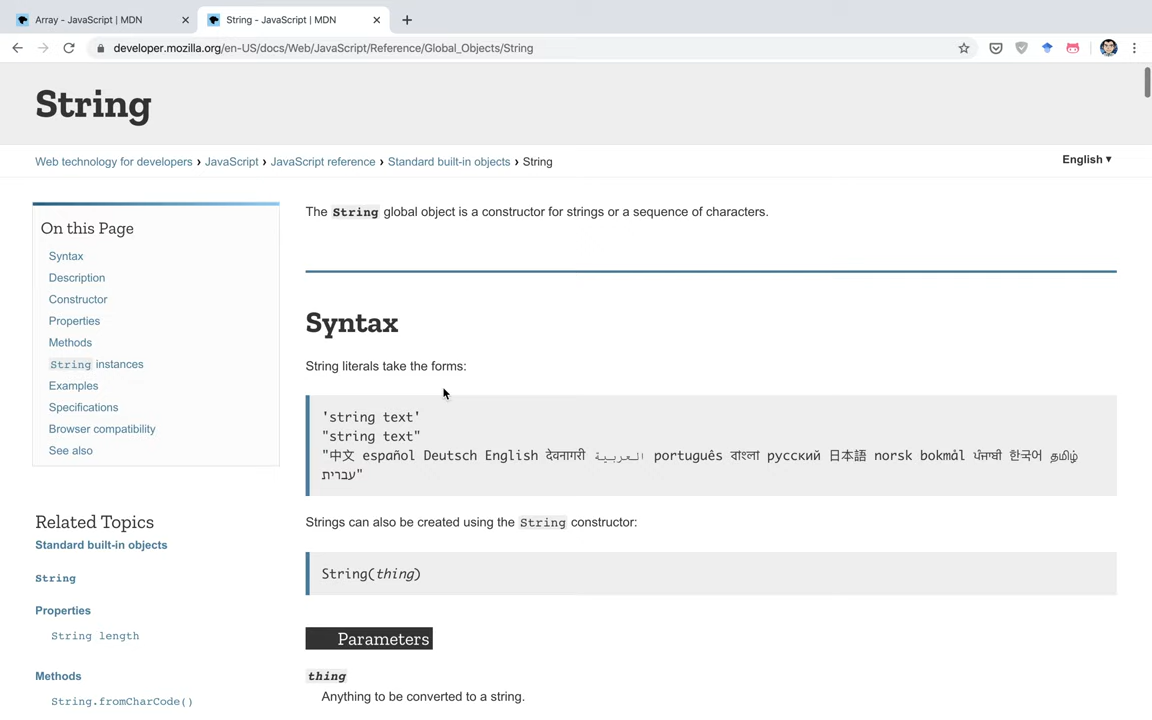 Array - JavaScript | MDN
String - JavaScript | MDN
developer.mozilla.org/en-US/docs/Web/JavaScript/Reference/Global_Objects/String
String
Web technology for developers › JavaScript › JavaScript reference › Standard built-in objects › String
English ▼
On this Page
Syntax
Description
Constructor
Properties
Methods
String instances
Examples
Specifications
Browser compatibility
See also
Related Topics
Standard built-in objects
String
Properties
String length
Methods
String.fromCharCode()
The String global object is a constructor for strings or a sequence of characters.
Syntax
String literals take the forms:
'string text'
"string text"
"中文 español Deutsch English देवनागरी العربية português বাংলা русский 日本語 norsk bokmål ਪੰਜਾਬੀ 한국어 தமிழ்
עברית"
Strings can also be created using the String constructor:
String(thing)
Parameters
thing
Anything to be converted to a string.